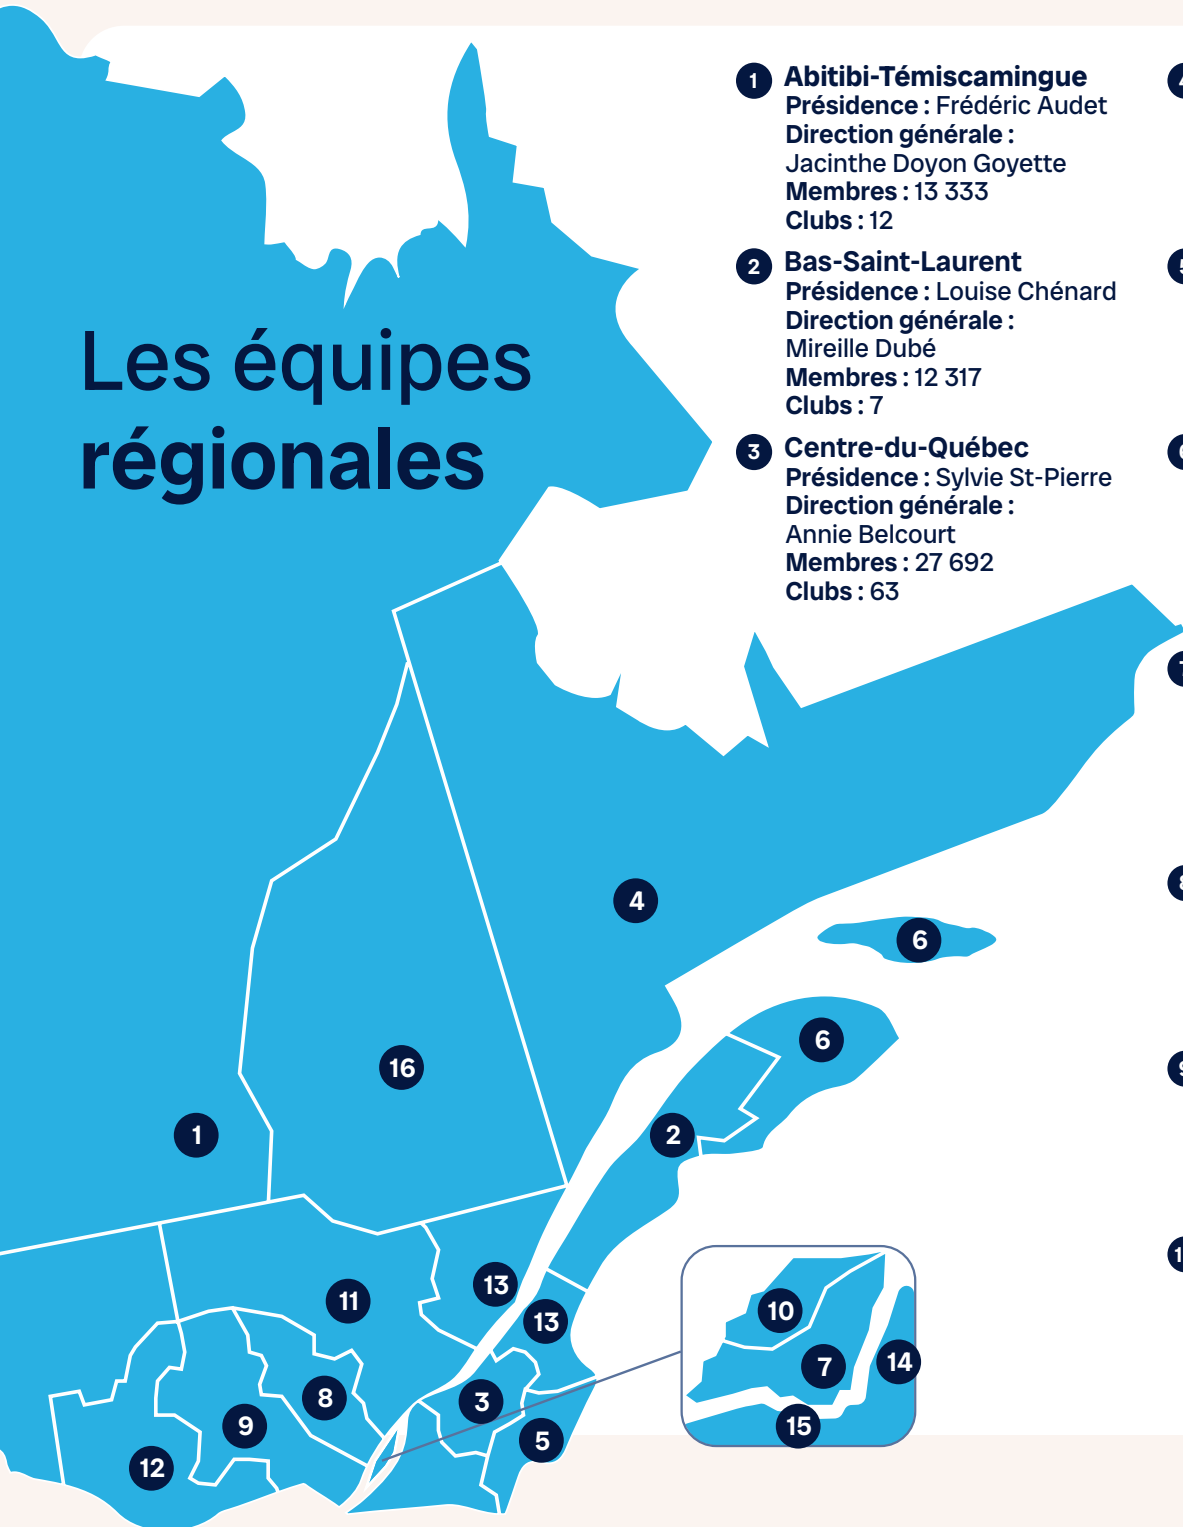 Les équipes
régionales
1 Abitibi-Témiscamingue
Présidence : Frédéric Audet
Direction générale :
Jacinthe Doyon Goyette
Membres : 13 333
Clubs : 12
2 Bas-Saint-Laurent
Présidence : Louise Chénard
Direction générale :
Mireille Dubé
Membres : 12 317
Clubs : 7
3 Centre-du-Québec
Présidence : Sylvie St-Pierre
Direction générale :
Annie Belcourt
Membres : 27 692
Clubs : 63
4
6
6
16
1
2
13
11
13
10
7
14
8
3
9
5
15
12